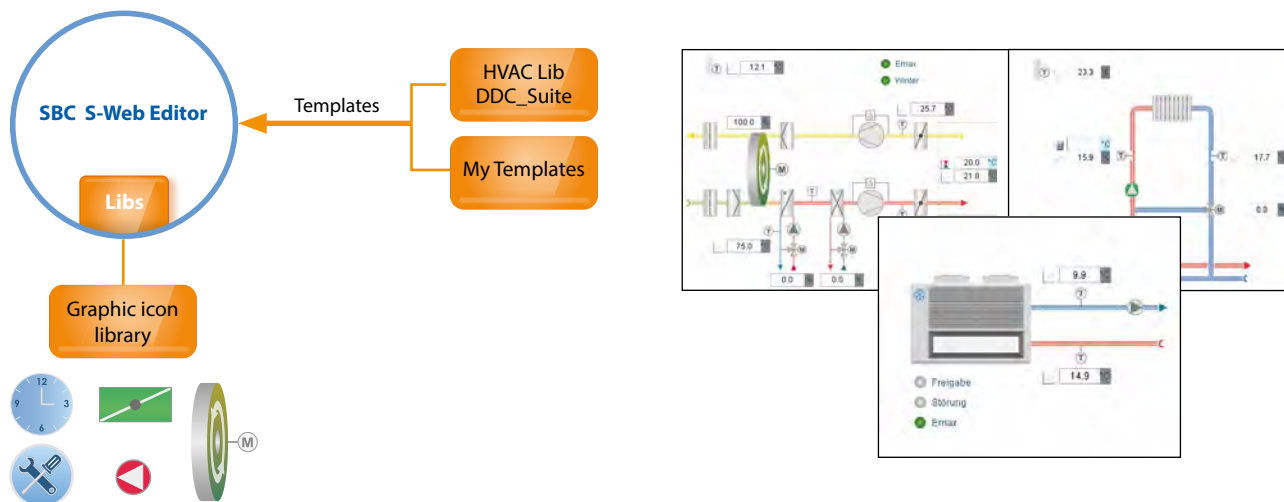 SBC S-Web Editor
Libs
Templates
HVAC Lib
DDC_Suite
My Templates
Graphic icon
library
12
9
3
6
M
T
12.1
Emax
Winter
25.7
100.0
T
M
20.0
°C
21.8
T
T
T
75.0
M
M
0.0
0.0
T
23.3
°C
15.9
T
T
17.7
M
0.0
9.9
T
T
14.9
Freigabe
Störung
Emax